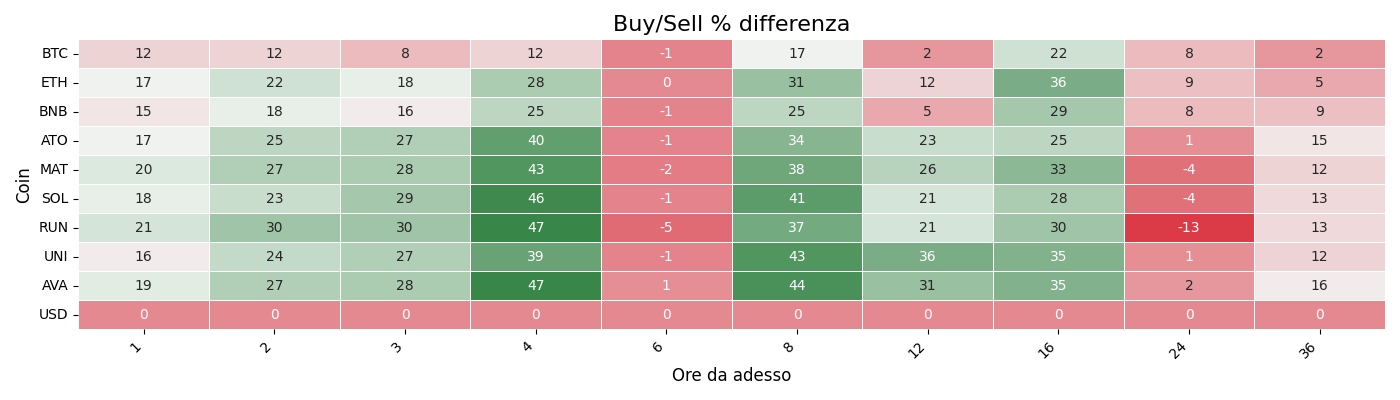 Buy/Sell % differenza
BTC 12 12 8 12 -1 17 2 22 8 2
ETH 17 22 18 28 0 31 12 36 9 5
BNB 15 18 16 25 -1 25 5 29 8 9
ATO 17 25 27 40 -1 34 23 25 1 15
MAT 20 27 28 43 -2 38 26 33 -4 12
SOL 18 23 29 46 -1 41 21 28 -4 13
RUN 21 30 30 47 -5 37 21 30 -13 13
UNI 16 24 27 39 -1 43 36 35 1 12
AVA 19 27 28 47 1 44 31 35 2 16
USD 0 0 0 0 0 0 0 0 0 0
Coin
1 2 3 4 6 8 12 16 24 36
Ore da adesso